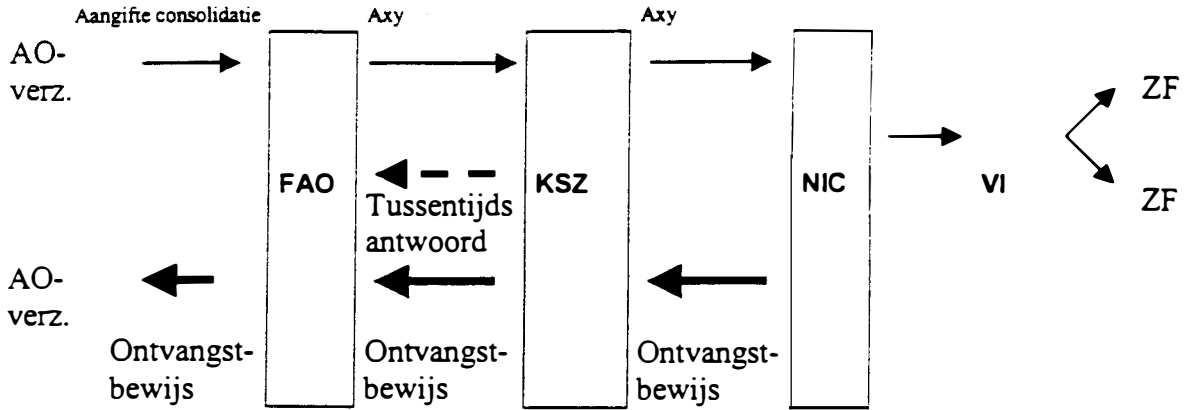 Aangifte consolidatie
Axy
Axy
AO-
verz.
ZF
FAO
KSZ
NIC
VI
ZF
Tussentijds
antwoord
AO-
verz.
Ontvangst-
bewijs
Ontvangst-
bewijs
Ontvangst-
bewijs